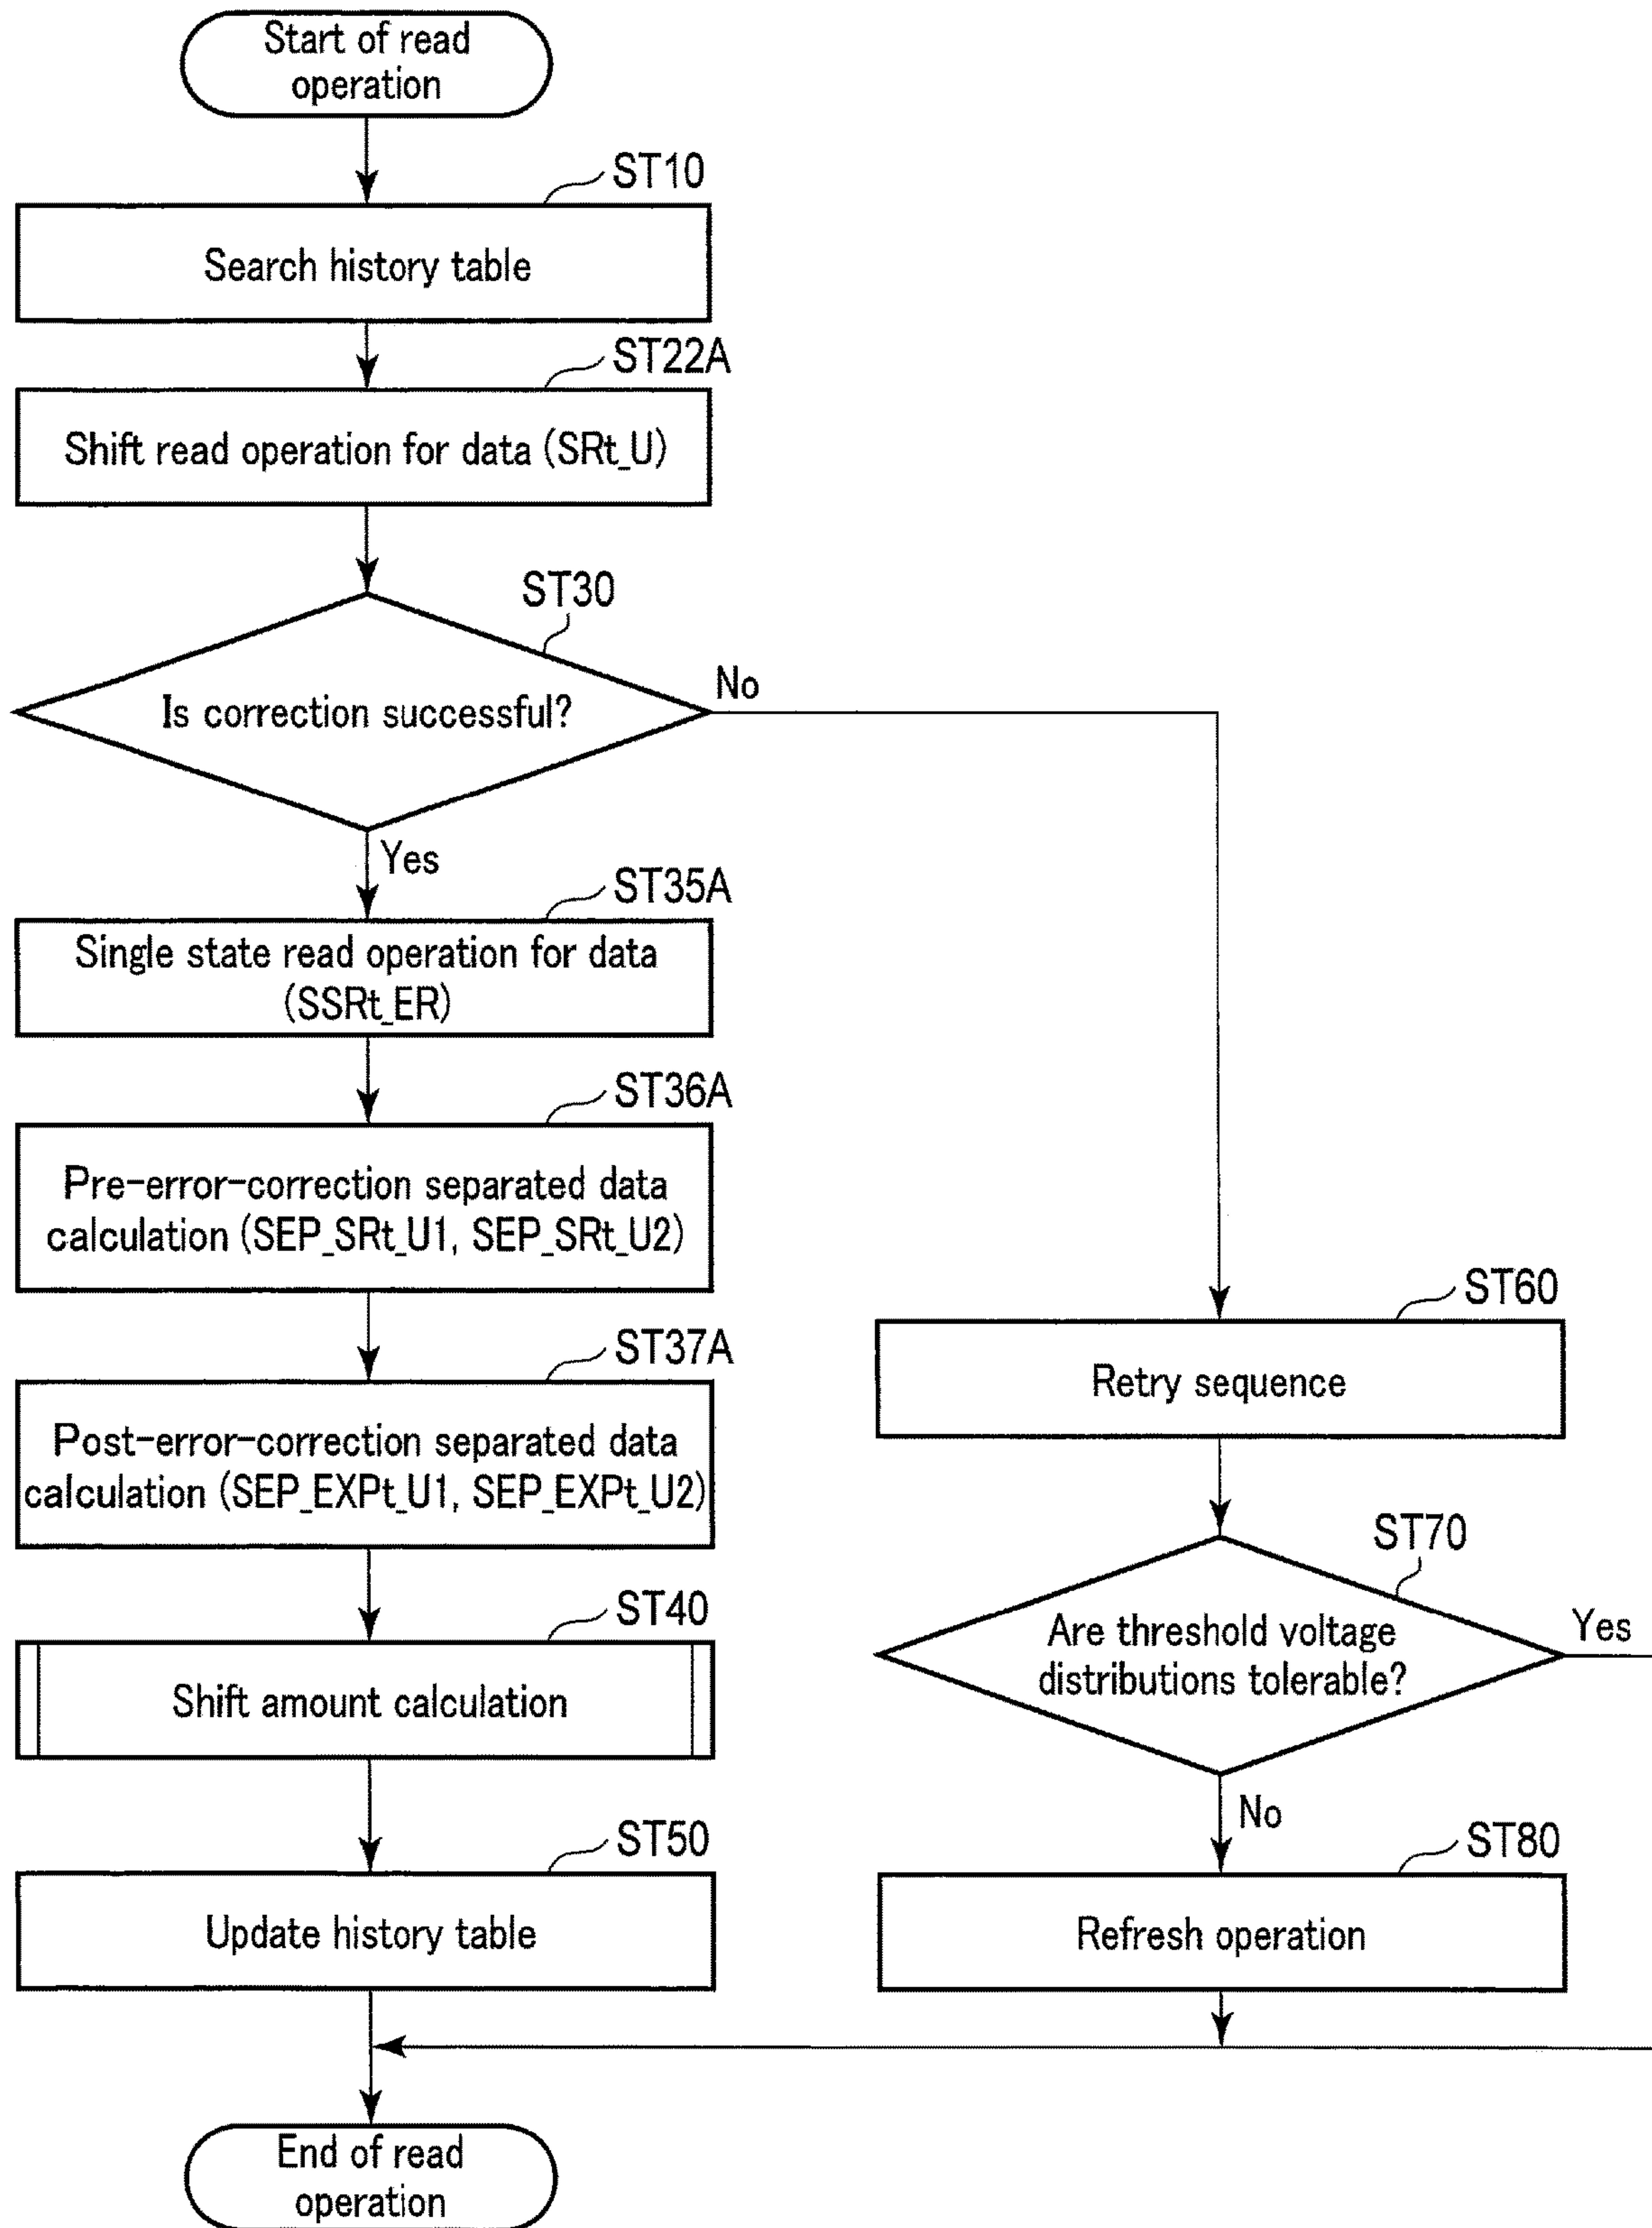 Start of read
operation
ST10
Search history table
ST22A
Shift read operation for data (SRt_U)
ST30
Is correction successful?
No
Yes
ST35A
Single state read operation for data
(SSRt_ER)
ST36A
Pre-error-correction separated data
calculation (SEP_SRt_U1, SEP_SRt_U2)
ST37A
Post-error-correction separated data
calculation (SEP_EXPt_U1, SEP_EXPt_U2)
ST40
Shift amount calculation
ST50
Update history table
ST60
Retry sequence
ST70
Are threshold voltage
distributions tolerable?
Yes
No
ST80
Refresh operation
End of read
operation